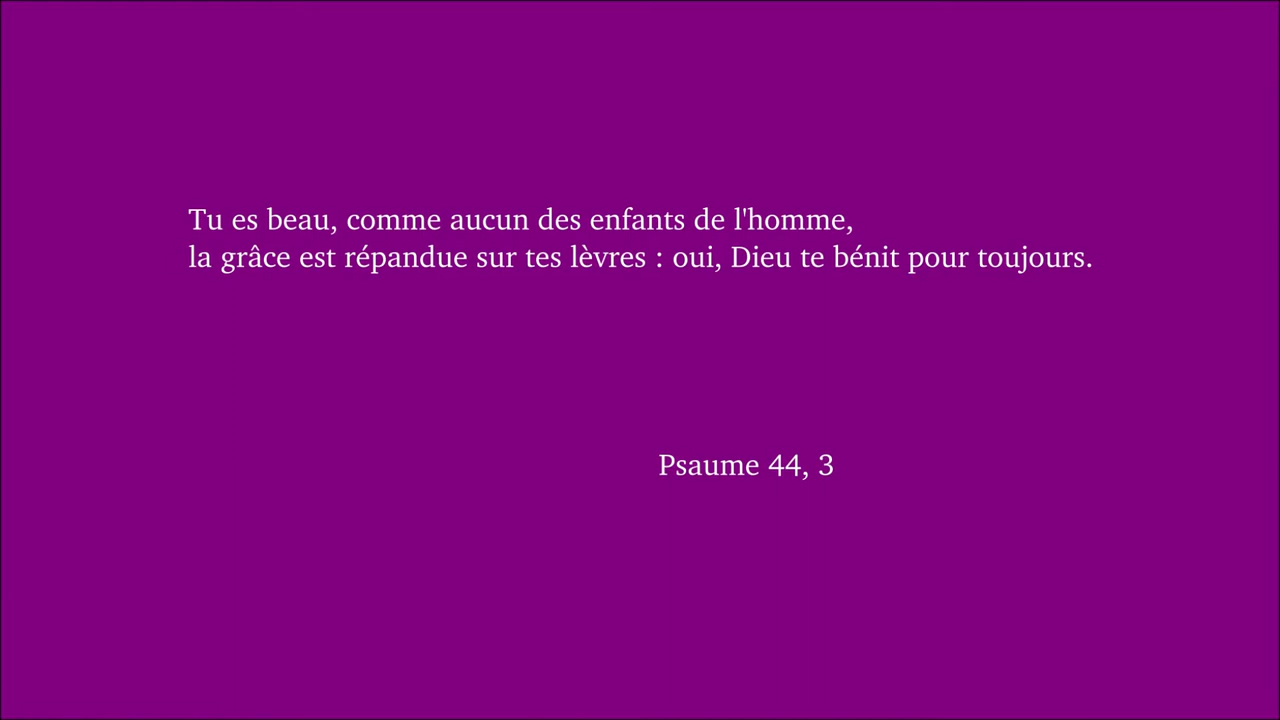 Tu es beau, comme aucun des enfants de l'homme,
la grâce est répandue sur tes lèvres : oui, Dieu te bénit pour toujours.
Psaume 44, 3